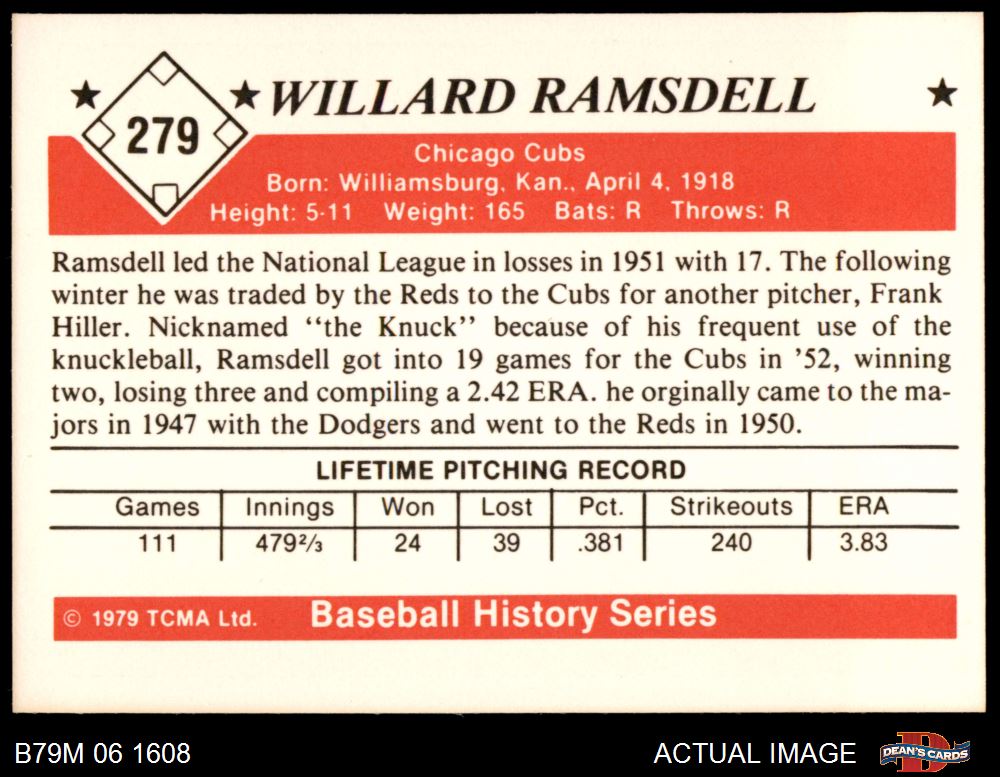 279
WILLARD RAMSDELL
Chicago Cubs
Born: Williamsburg, Kan., April 4, 1918
Height: 5-11 Weight: 165 Bats: R Throws: R
Ramsdell led the National League in losses in 1951 with 17. The following
winter he was traded by the Reds to the Cubs for another pitcher, Frank
Hiller. Nicknamed ‘‘the Knuck’’ because of his frequent use of the
knuckleball, Ramsdell got into 19 games for the Cubs in ’52, winning
two, losing three and compiling a 2.42 ERA. he orginally came to the ma-
jors in 1947 with the Dodgers and went to the Reds in 1950.
LIFETIME PITCHING RECORD
Games Innings Won Lost Pct. Strikeouts ERA
111 479⅔ 24 39 .381 240 3.83
© 1979 TCMA Ltd. Baseball History Series
B79M 06 1608 ACTUAL IMAGE D DEAN'S CARDS